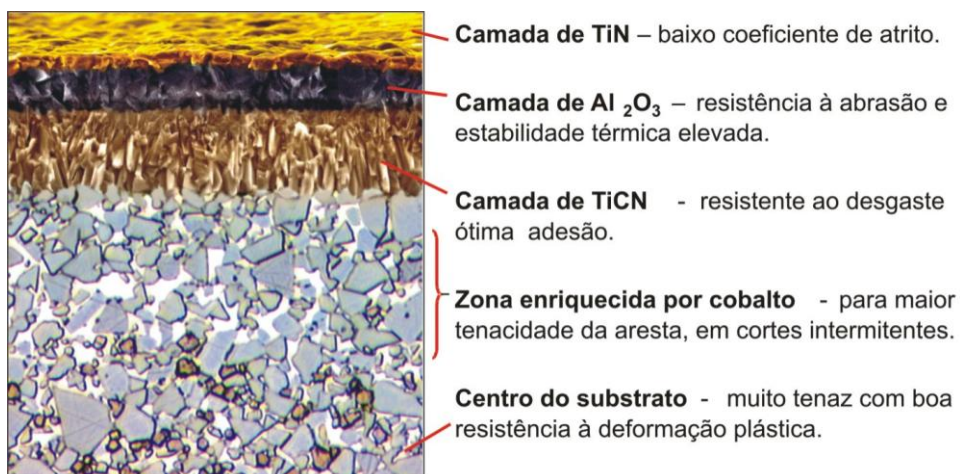 Camada de TiN – baixo coeficiente de atrito.
Camada de Al ₂O₃ – resistência à abrasão e
estabilidade térmica elevada.
Camada de TiCN - resistente ao desgaste
ótima adesão.
Zona enriquecida por cobalto - para maior
tenacidade da aresta, em cortes intermitentes.
Centro do substrato - muito tenaz com boa
resistência à deformação plástica.